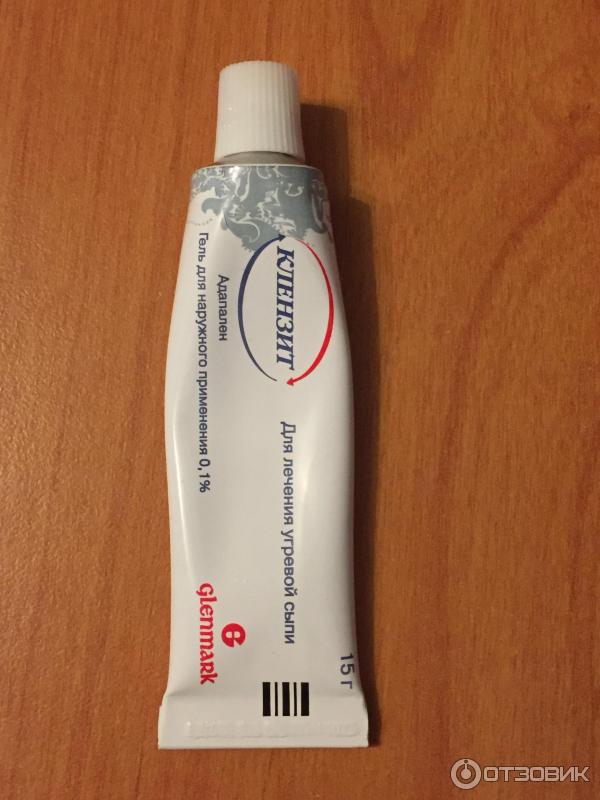 КЛЕНЗИТ
Для лечения угревой сыпи
Адапален
Гель для наружного применения 0,1%
15 г
Glenmark
ОТЗОВИК